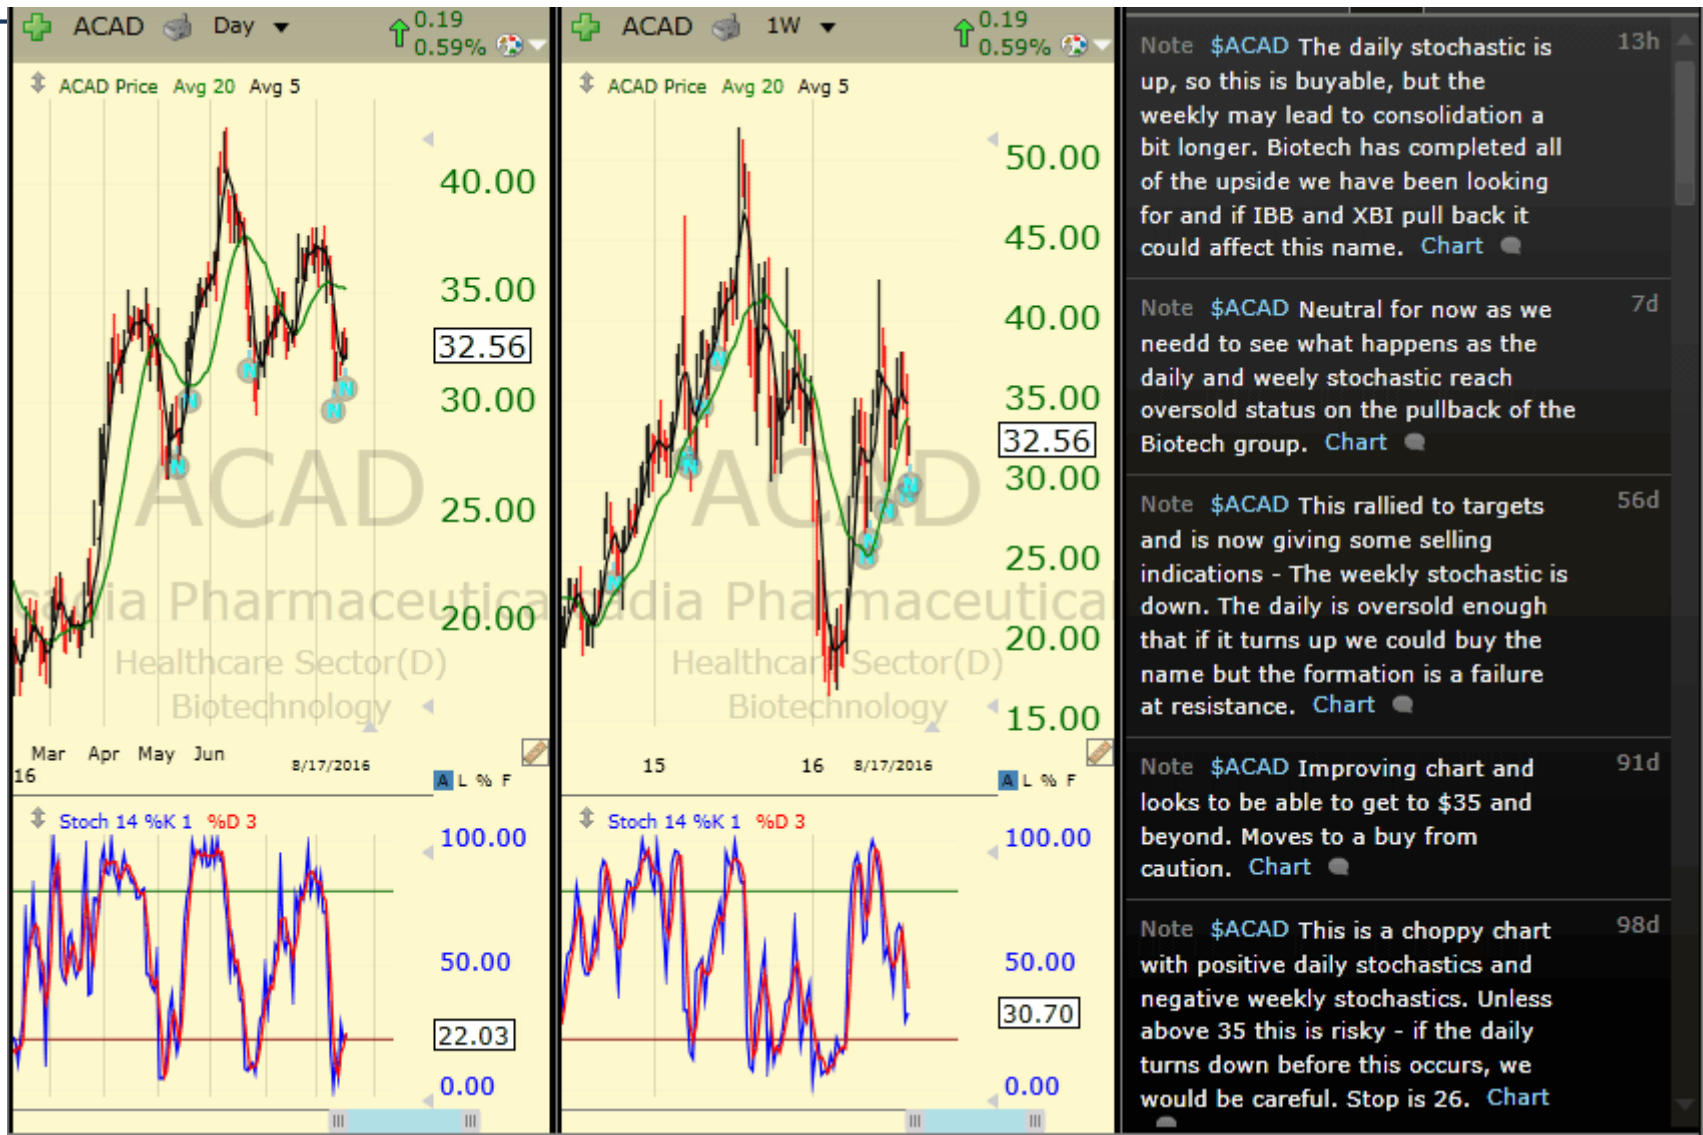 ACAD Day 0.19
0.59%
ACAD Price Avg 20 Avg 5
40.00
35.00
32.56
30.00
25.00
20.00
ACAD
Pharmaceutica
Healthcare Sector(D)
Biotechnology
Mar Apr May Jun 8/17/2016
16
A L % F
Stoch 14 %K 1 %D 3
100.00
50.00
22.03
0.00
ACAD 1W 0.19
0.59%
ACAD Price Avg 20 Avg 5
50.00
45.00
40.00
35.00
32.56
30.00
25.00
20.00
15.00
ACAD
Pharmaceutica
Healthcare Sector(D)
Biotechnology
15 16 8/17/2016
A L % F
Stoch 14 %K 1 %D 3
100.00
50.00
30.70
0.00
Note $ACAD The daily stochastic is 13h
up, so this is buyable, but the
weekly may lead to consolidation a
bit longer. Biotech has completed all
of the upside we have been looking
for and if IBB and XBI pull back it
could affect this name. Chart
Note $ACAD Neutral for now as we 7d
needd to see what happens as the
daily and weely stochastic reach
oversold status on the pullback of the
Biotech group. Chart
Note $ACAD This rallied to targets 56d
and is now giving some selling
indications - The weekly stochastic is
down. The daily is oversold enough
that if it turns up we could buy the
name but the formation is a failure
at resistance. Chart
Note $ACAD Improving chart and 91d
looks to be able to get to $35 and
beyond. Moves to a buy from
caution. Chart
Note $ACAD This is a choppy chart 98d
with positive daily stochastics and
negative weekly stochastics. Unless
above 35 this is risky - if the daily
turns down before this occurs, we
would be careful. Stop is 26. Chart